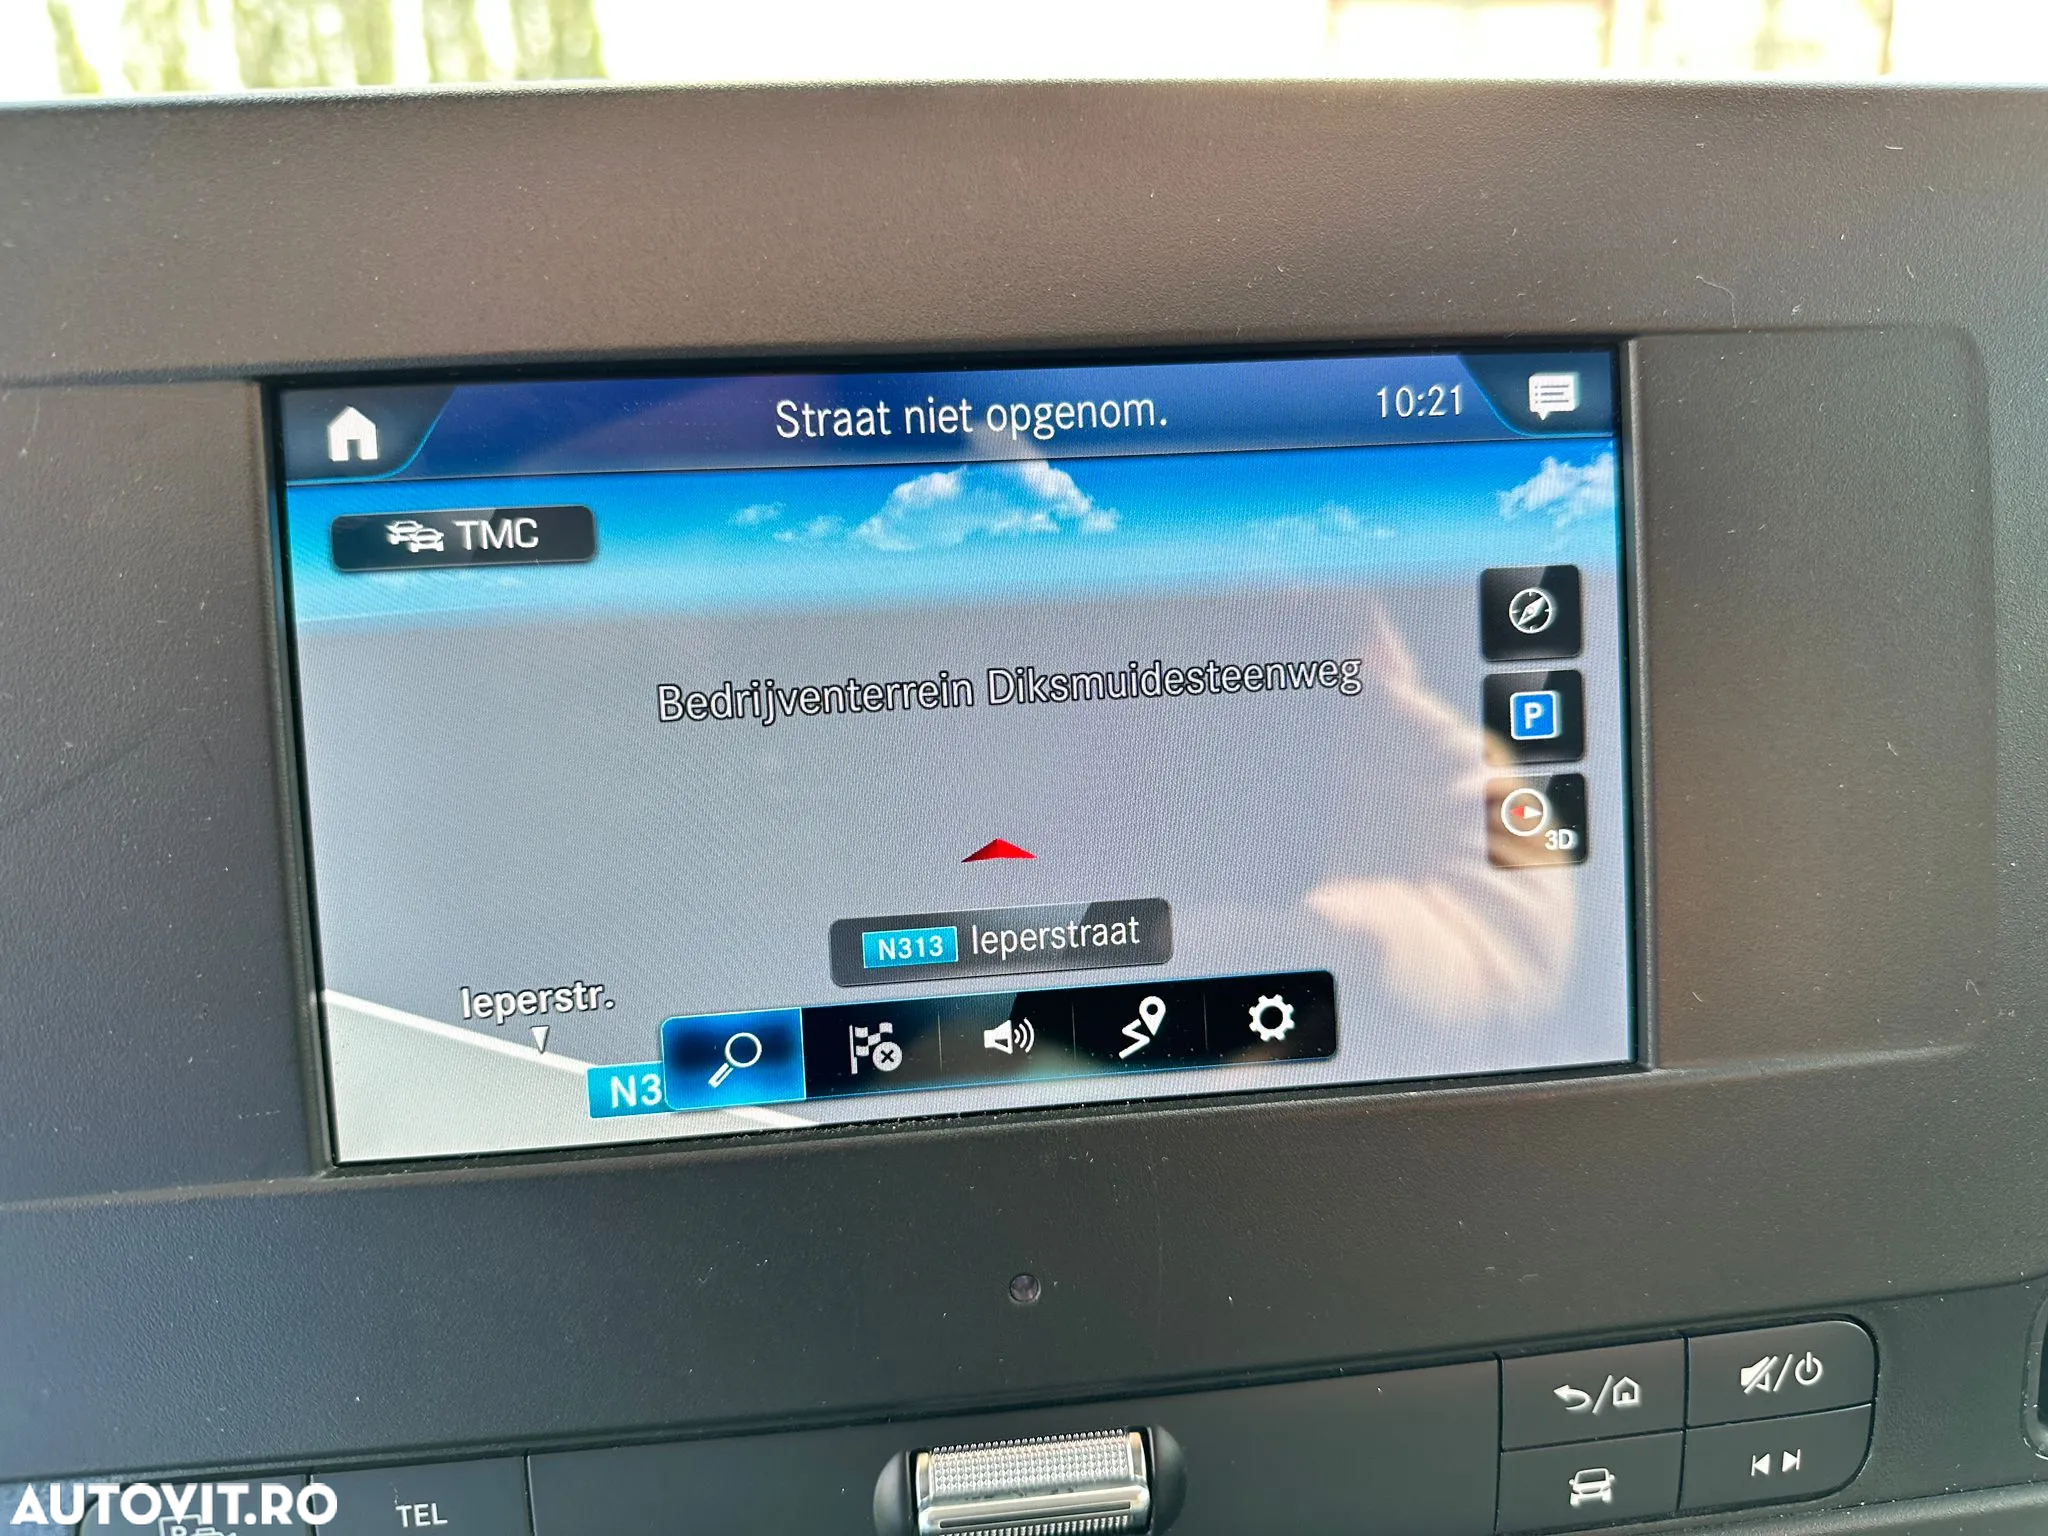 Straat niet opgenom.
10:21
TMC
Bedrijventerrein Diksmuidesteenweg
P
3D
N313 Ieperstraat
Ieperstr.
N3
TEL
AUTOVIT.RO